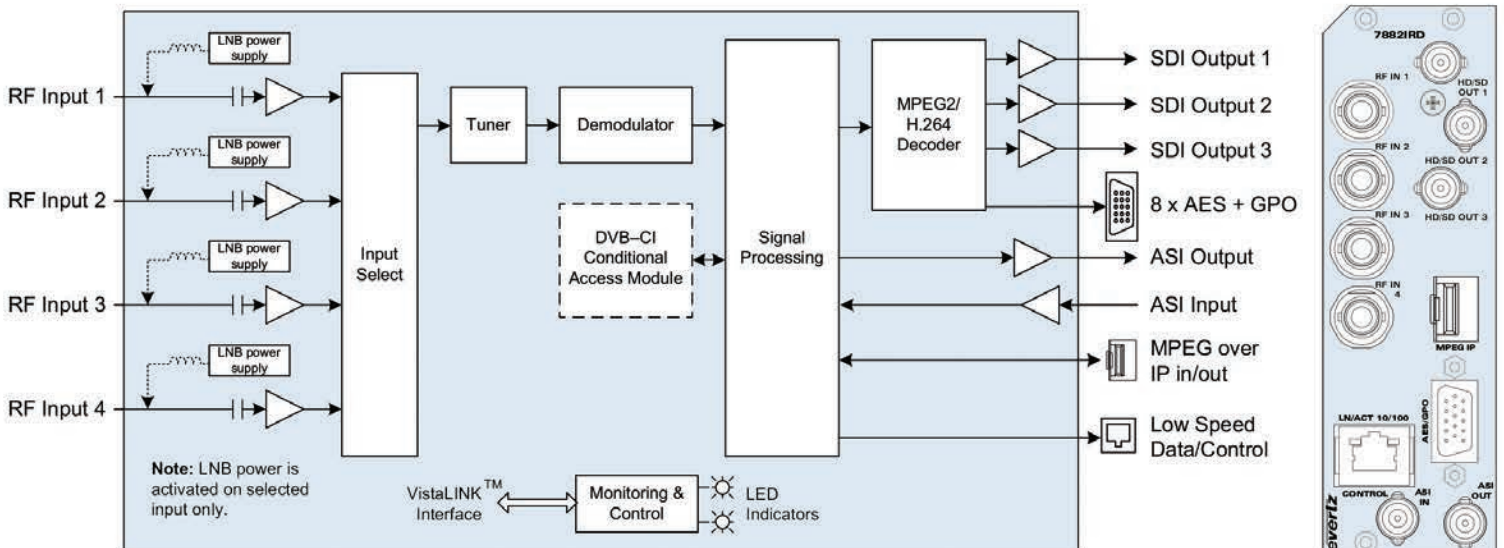 LNB power
supply
RF Input 1
LNB power
supply
RF Input 2
LNB power
supply
RF Input 3
LNB power
supply
RF Input 4
Note: LNB power is
activated on selected
input only.
Input
Select
Tuner
Demodulator
DVB–CI
Conditional
Access Module
Signal
Processing
MPEG2/
H.264
Decoder
SDI Output 1
SDI Output 2
SDI Output 3
8 x AES + GPO
ASI Output
ASI Input
MPEG over
IP in/out
Low Speed
Data/Control
VistaLINK™
Interface
Monitoring &
Control
LED
Indicators
7882IRD
RF IN 1
HD/SD
OUT 1
RF IN 2
HD/SD OUT 2
RF IN 3
HD/SD OUT 3
RF IN
4
MPEG IP
LN/ACT 10/100
AES/GPO
CONTROL
ASI
IN
ASI
OUT
evertz